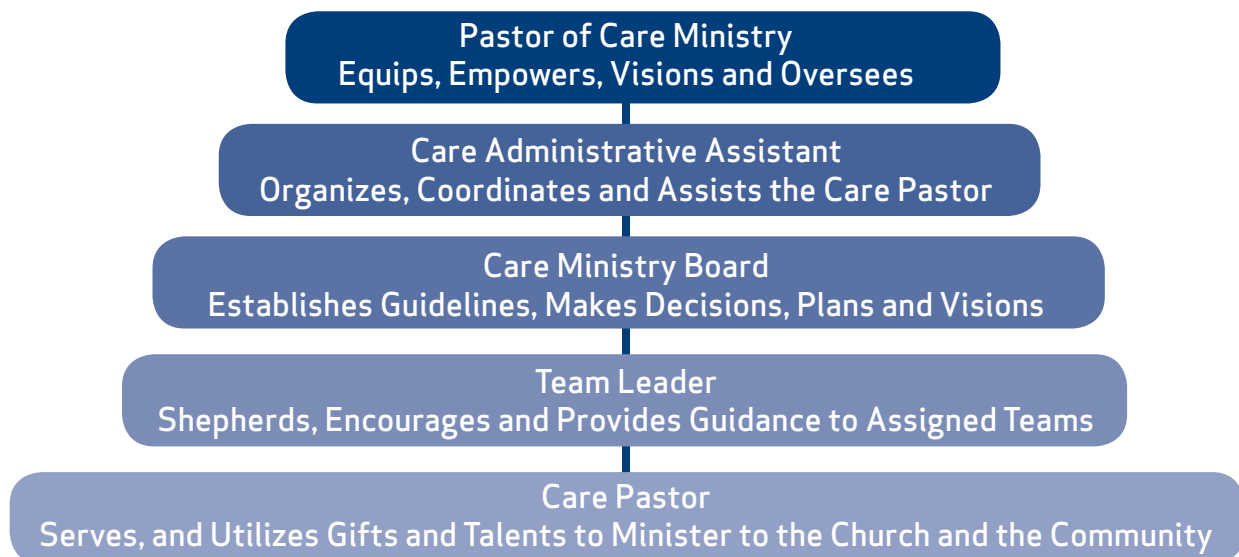 Pastor of Care Ministry
Equips, Empowers, Visions and Oversees
Care Administrative Assistant
Organizes, Coordinates and Assists the Care Pastor
Care Ministry Board
Establishes Guidelines, Makes Decisions, Plans and Visions
Team Leader
Shepherds, Encourages and Provides Guidance to Assigned Teams
Care Pastor
Serves, and Utilizes Gifts and Talents to Minister to the Church and the Community